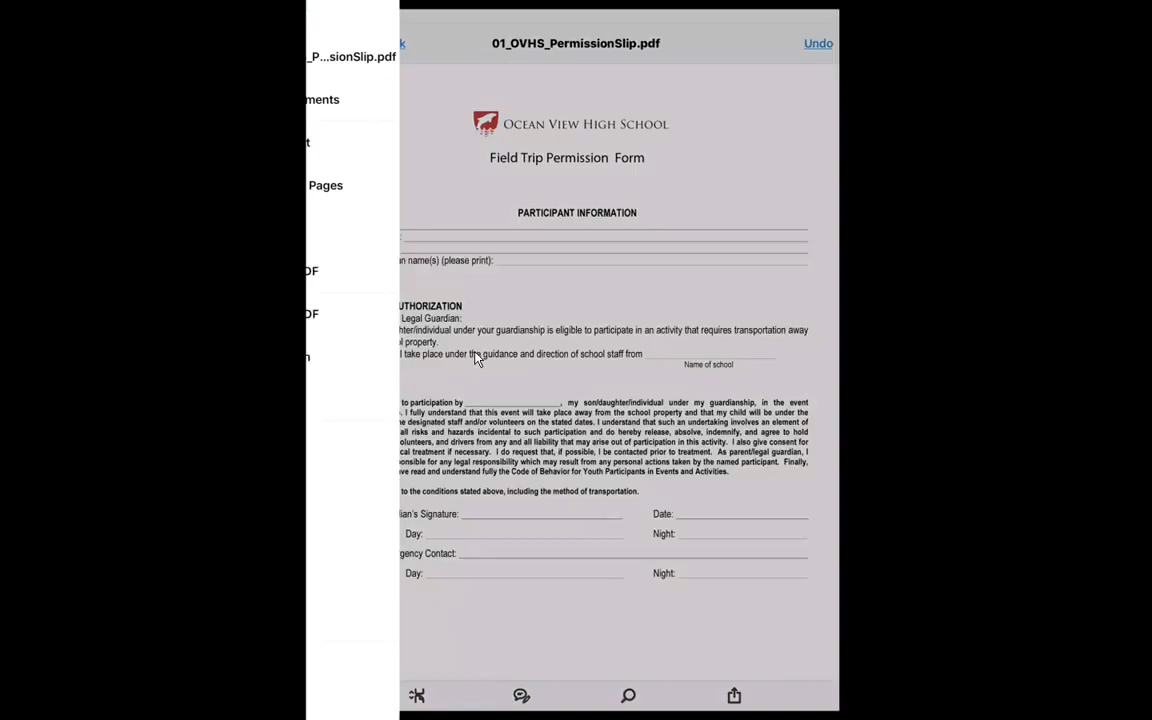 _P...sionSlip.pdf
ments
t
Pages
DF
DF
n
k
01_OVHS_PermissionSlip.pdf
Undo
OCEAN VIEW HIGH SCHOOL
Field Trip Permission Form
PARTICIPANT INFORMATION
:
an name(s) (please print):
UTHORIZATION
Legal Guardian:
hter/individual under your guardianship is eligible to participate in an activity that requires transportation away
ol property.
l take place under the guidance and direction of school staff from
Name of school
to participation by ____, my son/daughter/individual under my guardianship, in the event
. I fully understand that this event will take place away from the school property and that my child will be under the
he designated staff and/or volunteers on the stated dates. I understand that such an undertaking involves an element of
all risks and hazards incidental to such participation and do hereby release, absolve, indemnify, and agree to hold
volunteers, and drivers from any and all liability that may arise out of participation in this activity. I also give consent for
cal treatment if necessary. I do request that, if possible, I be contacted prior to treatment. As parent/legal guardian, I
ponsible for any legal responsibility which may result from any personal actions taken by the named participant. Finally,
ave read and understand fully the Code of Behavior for Youth Participants in Events and Activities.
to the conditions stated above, including the method of transportation.
dian's Signature: Date:
Day: Night:
gency Contact:
Day: Night: